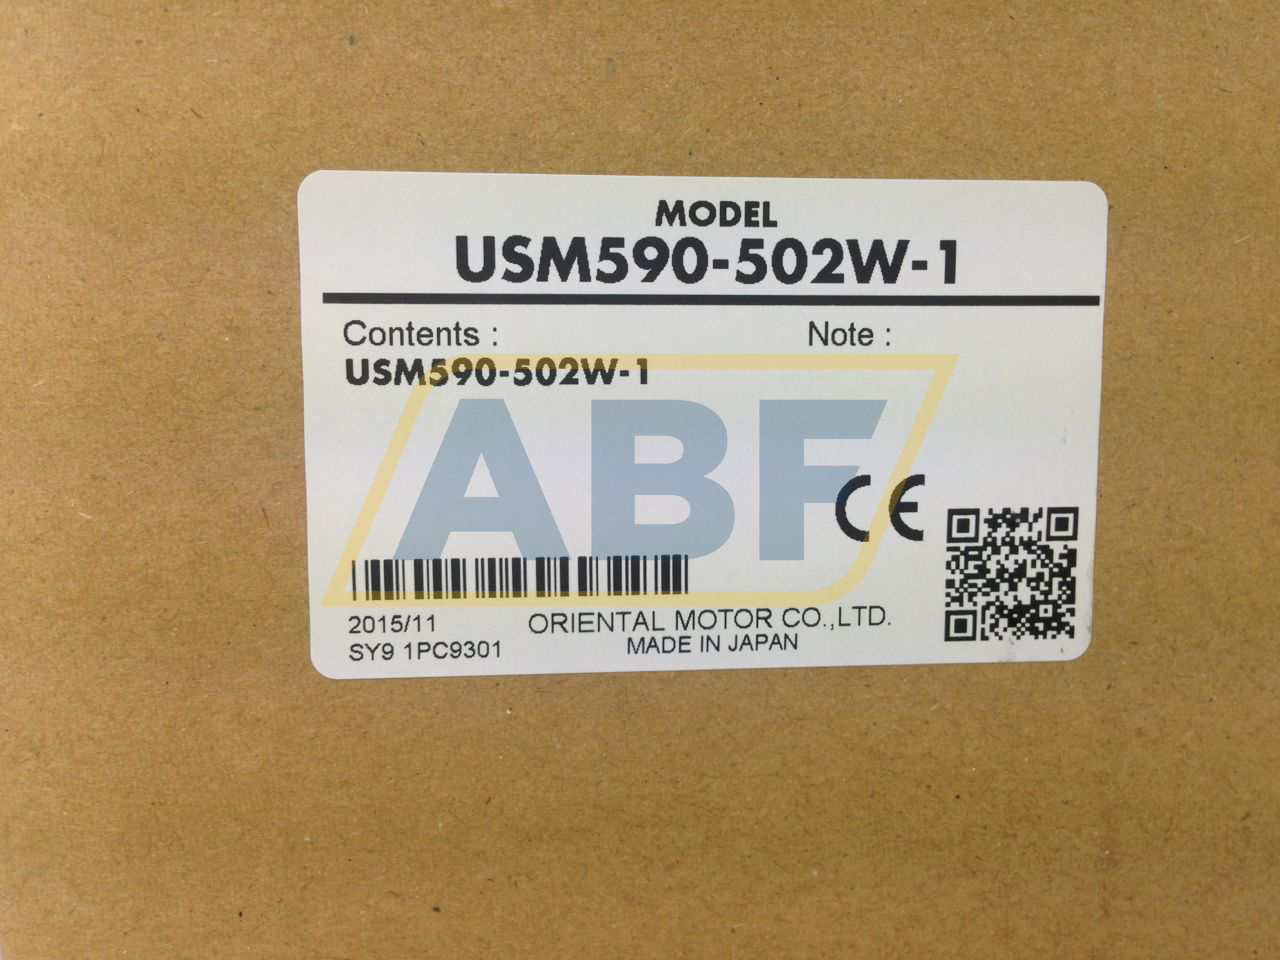 MODEL
USM590-502W-1
Contents :
Note :
USM590-502W-1
ABF
CE
2015/11
ORIENTAL MOTOR CO.,LTD.
SY9 1PC9301
MADE IN JAPAN